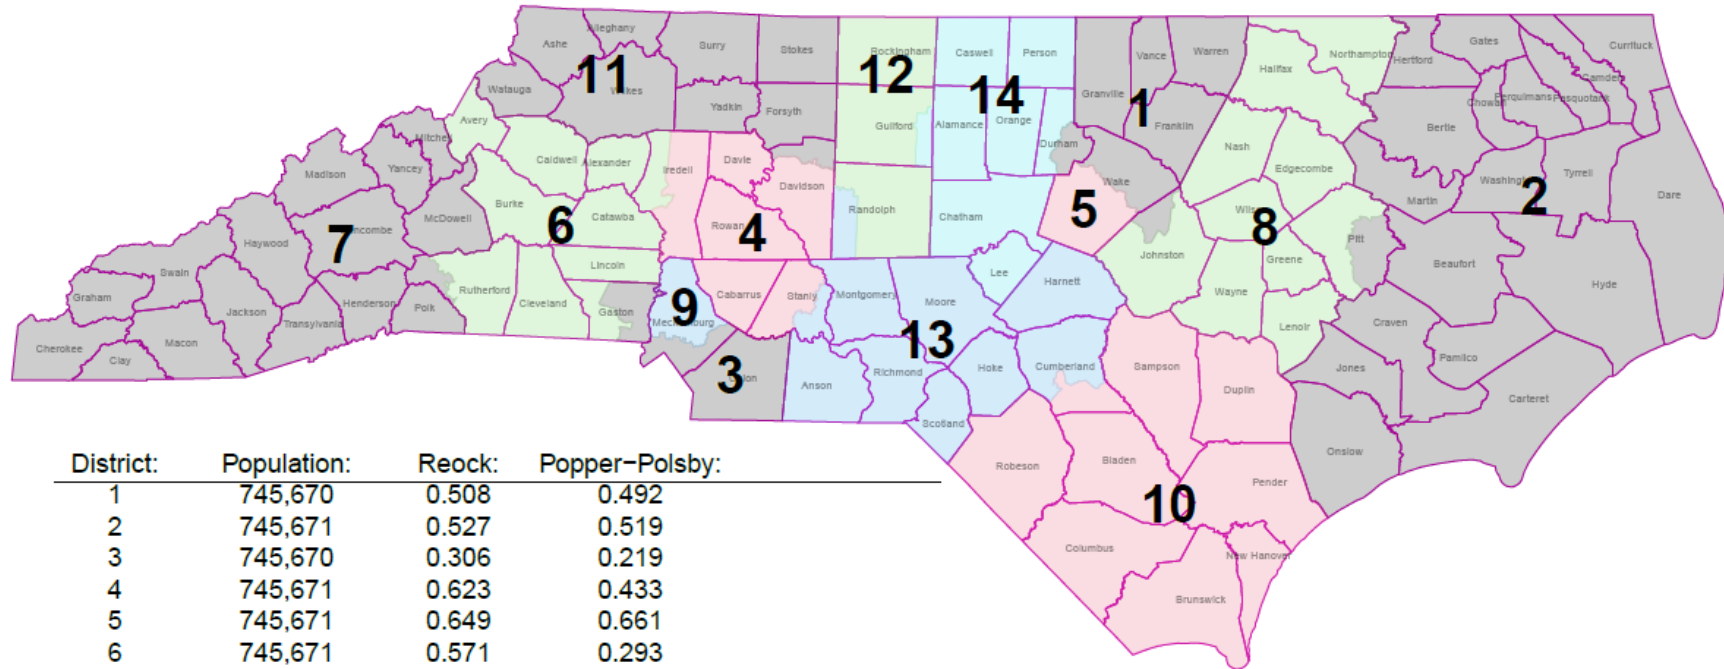 Alleghany
Ashe
Surry
Stokes
Rockingham
Caswell
Person
Vance
Warren
Northampton
Gates
Currituck
Hertford
Halifax
11
12
14
1
Camden
Watauga
Wilkes
Yadkin
Forsyth
Granville
Perquimans
Pasquotank
Chowan
Avery
Guilford
Alamance
Orange
Franklin
Bertie
Mitchell
Durham
Nash
Caldwell
Alexander
Davie
Iredell
Edgecombe
Madison
Yancey
Wake
Washington
Tyrrell
Dare
Davidson
2
McDowell
Burke
Catawba
Rowan
Randolph
Chatham
5
Wilson
Martin
6
4
8
7
Buncombe
Haywood
Pitt
Johnston
Greene
Swain
Lincoln
Lee
Beaufort
Graham
Rutherford
Cleveland
Gaston
Cabarrus
Stanly
Montgomery
Moore
Harnett
Wayne
Hyde
Jackson
Henderson
Polk
9
Transylvania
Mecklenburg
Lenoir
Craven
Macon
13
Cherokee
Clay
Pamlico
3
Union
Anson
Richmond
Hoke
Cumberland
Sampson
Jones
Duplin
Carteret
Scotland
Onslow
Robeson
Bladen
Pender
10
Columbus
New Hanover
Brunswick
District: Population: Reock: Popper−Polsby:
1 745,670 0.508 0.492
2 745,671 0.527 0.519
3 745,670 0.306 0.219
4 745,671 0.623 0.433
5 745,671 0.649 0.661
6 745,671 0.571 0.293